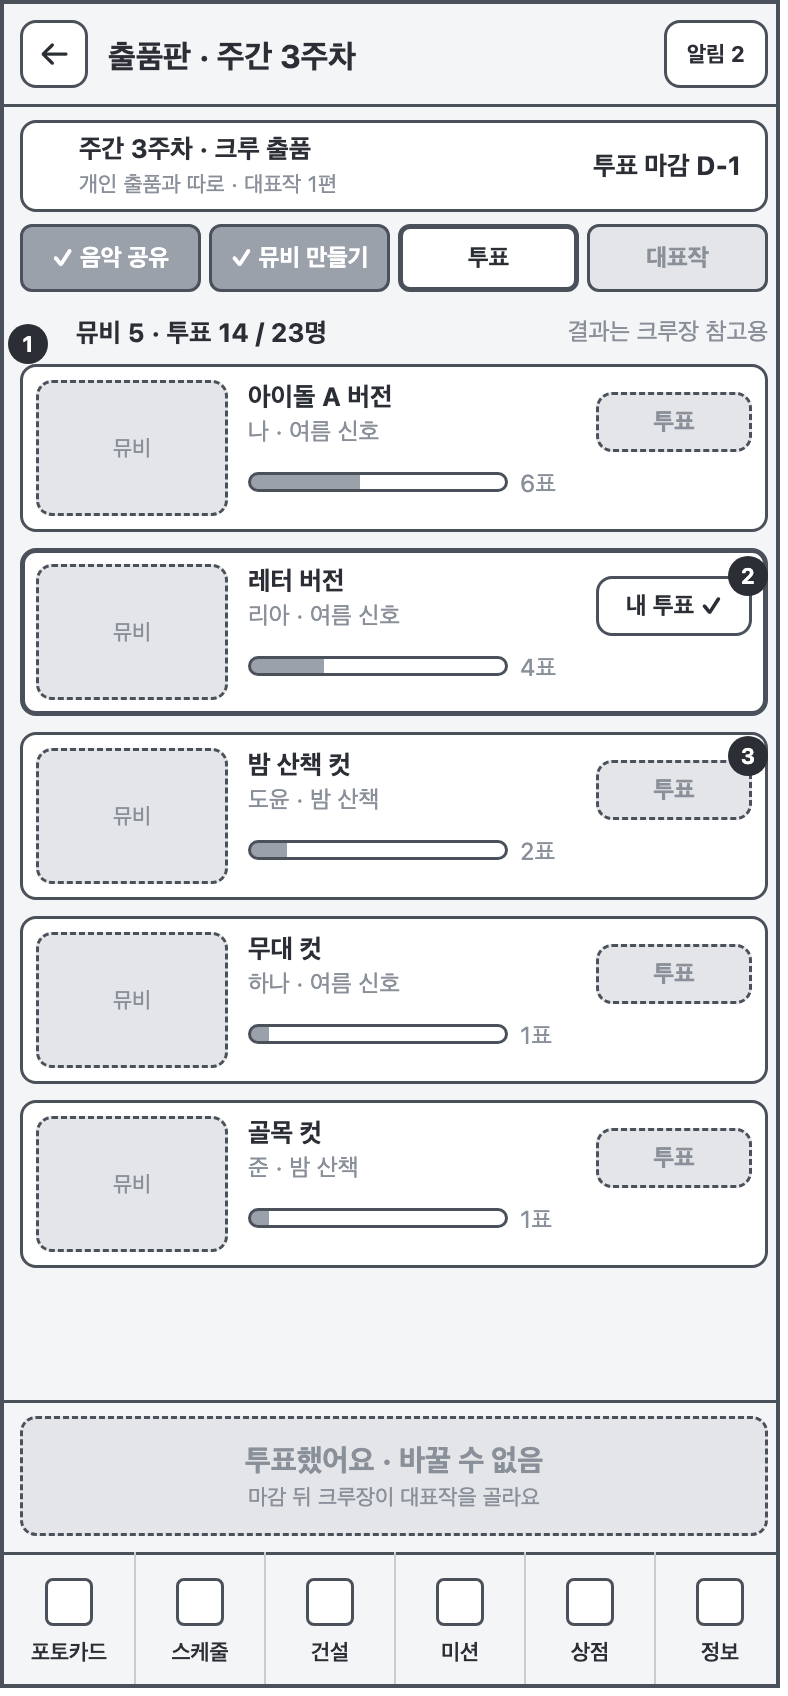 출품판 · 주간 3주차
알림 2
주간 3주차 · 크루 출품
개인 출품과 따로 · 대표작 1편
투표 마감 D-1
음악 공유
뮤비 만들기
투표
대표작
1
뮤비 5 · 투표 14 / 23명
결과는 크루장 참고용
뮤비
아이돌 A 버전
나 · 여름 신호
6표
투표
뮤비
레터 버전
리아 · 여름 신호
4표
내 투표 ✓
2
뮤비
밤 산책 컷
도윤 · 밤 산책
2표
투표
3
뮤비
무대 컷
하나 · 여름 신호
1표
투표
뮤비
골목 컷
준 · 밤 산책
1표
투표
투표했어요 · 바꿀 수 없음
마감 뒤 크루장이 대표작을 골라요
포토카드
스케줄
건설
미션
상점
정보